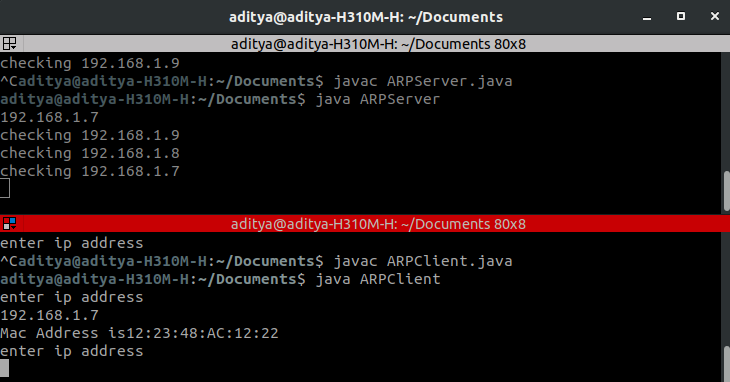 aditya@aditya-H310M-H: ~/Documents
aditya@aditya-H310M-H: ~/Documents 80x8
checking 192.168.1.9
^Caditya@aditya-H310M-H:~/Documents$ javac ARPServer.java
aditya@aditya-H310M-H:~/Documents$ java ARPServer
192.168.1.7
checking 192.168.1.9
checking 192.168.1.8
checking 192.168.1.7
aditya@aditya-H310M-H: ~/Documents 80x8
enter ip address
^Caditya@aditya-H310M-H:~/Documents$ javac ARPClient.java
aditya@aditya-H310M-H:~/Documents$ java ARPClient
enter ip address
192.168.1.7
Mac Address is12:23:48:AC:12:22
enter ip address